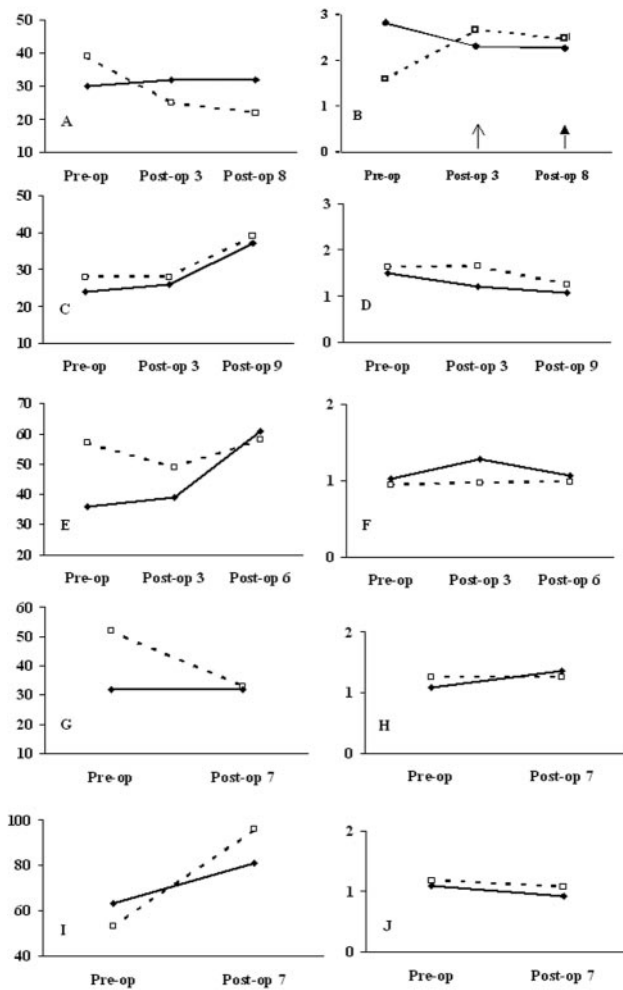 50
40
30
20
10
A
Pre-op Post-op 3 Post-op 8
3
2
1
0
B
Pre-op Post-op 3 Post-op 8
50
40
30
20
10
C
Pre-op Post-op 3 Post-op 9
3
2
1
0
D
Pre-op Post-op 3 Post-op 9
70
60
50
40
30
20
E
Pre-op Post-op 3 Post-op 6
2
1
0
F
Pre-op Post-op 3 Post-op 6
60
50
40
30
20
10
G
Pre-op Post-op 7
2
1
0
H
Pre-op Post-op 7
100
80
60
40
I
Pre-op Post-op 7
2
1
0
J
Pre-op Post-op 7